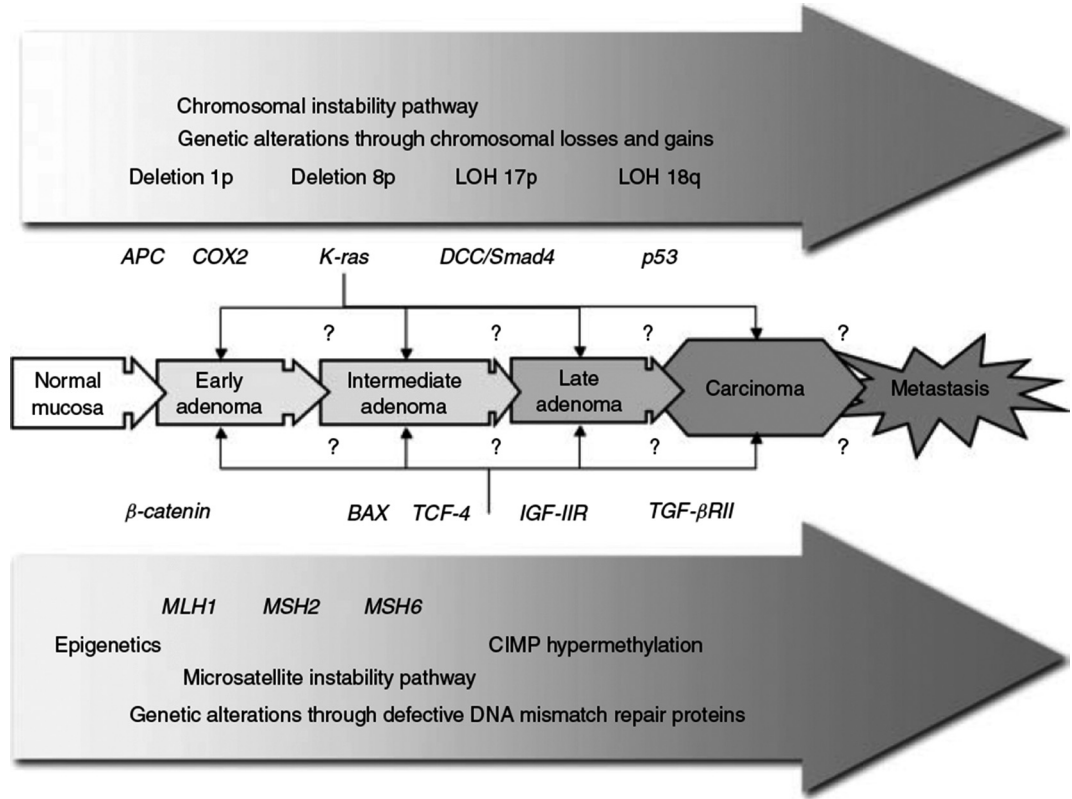 Chromosomal instability pathway
Genetic alterations through chromosomal losses and gains
Deletion 1p Deletion 8p LOH 17p LOH 18q
APC COX2 K-ras DCC/Smad4 p53
? ? ? ?
Normal mucosa
Early adenoma
Intermediate adenoma
Late adenoma
Carcinoma
Metastasis
? ? ? ?
β-catenin BAX TCF-4 IGF-IIR TGF-βRII
MLH1 MSH2 MSH6
Epigenetics CIMP hypermethylation
Microsatellite instability pathway
Genetic alterations through defective DNA mismatch repair proteins